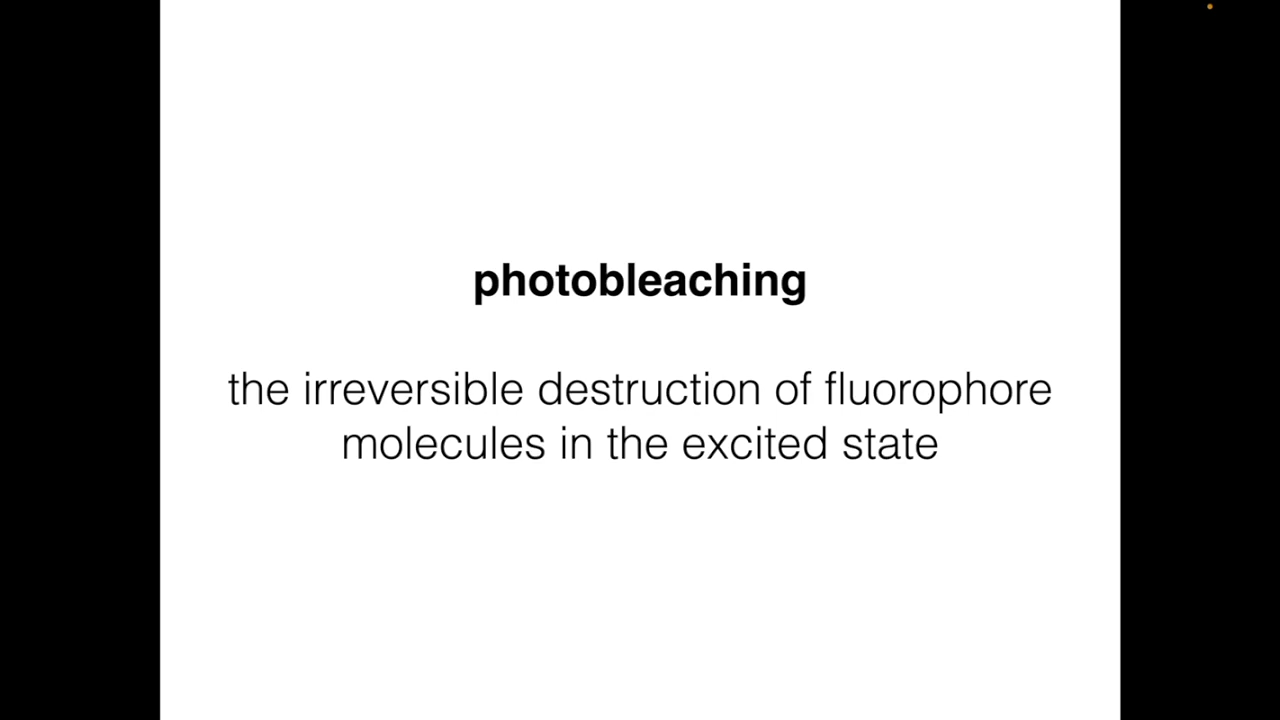 photobleaching
the irreversible destruction of fluorophore
molecules in the excited state